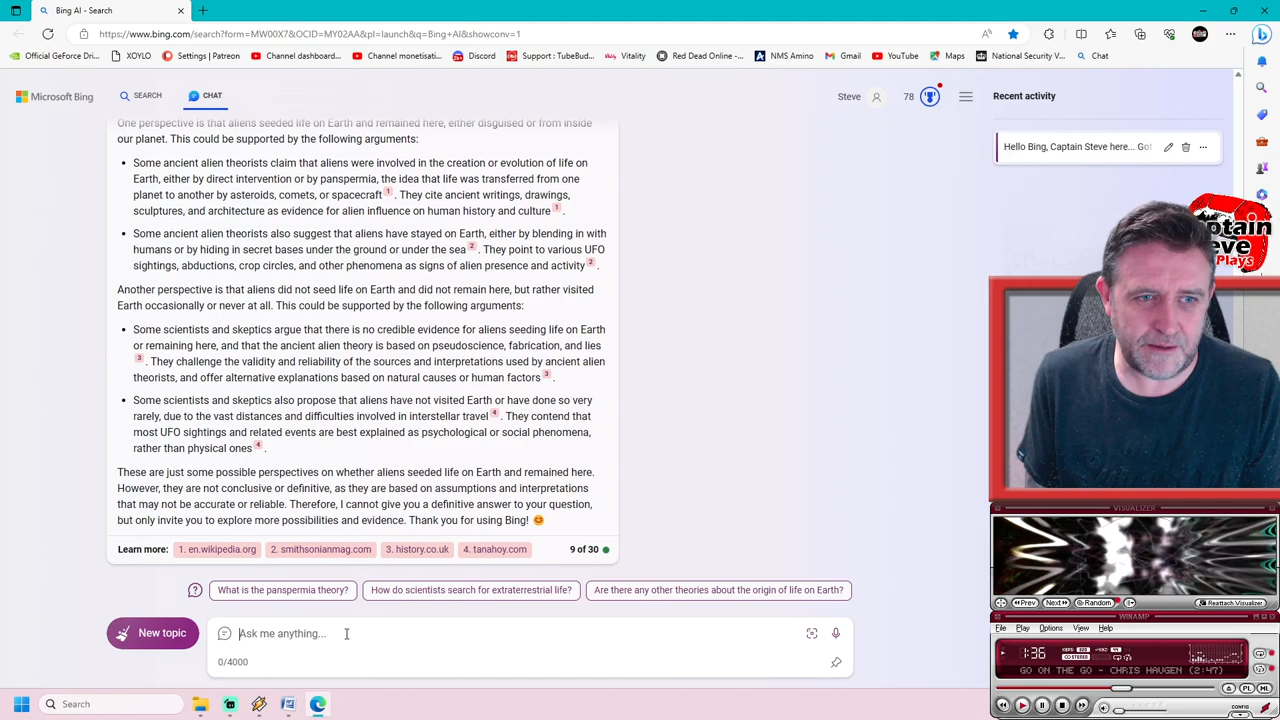 Bing AI - Search
https://www.bing.com/search?form=MW00X7&OCID=MY02AA&pl=launch&q=Bing+AI&showconv=1
Official GeForce Driv... XOYLO Settings | Patreon Channel dashboard... Channel monetisati... Discord Support : TubeBud... Vitality Red Dead Online -... NMS Amino Gmail YouTube Maps National Security V... Chat
Microsoft Bing SEARCH CHAT Steve 78 Recent activity
One perspective is that aliens seeded life on Earth and remained here, either disguised or from inside
our planet. This could be supported by the following arguments:
Hello Bing, Captain Steve here... Got
Some ancient alien theorists claim that aliens were involved in the creation or evolution of life on
Earth, either by direct intervention or by panspermia, the idea that life was transferred from one
planet to another by asteroids, comets, or spacecraft 1 . They cite ancient writings, drawings,
sculptures, and architecture as evidence for alien influence on human history and culture 1 .
Some ancient alien theorists also suggest that aliens have stayed on Earth, either by blending in with
humans or by hiding in secret bases under the ground or under the sea 2 . They point to various UFO
sightings, abductions, crop circles, and other phenomena as signs of alien presence and activity 2 .
Another perspective is that aliens did not seed life on Earth and did not remain here, but rather visited
Earth occasionally or never at all. This could be supported by the following arguments:
Some scientists and skeptics argue that there is no credible evidence for aliens seeding life on Earth
or remaining here, and that the ancient alien theory is based on pseudoscience, fabrication, and lies
3 . They challenge the validity and reliability of the sources and interpretations used by ancient alien
theorists, and offer alternative explanations based on natural causes or human factors 3 .
Some scientists and skeptics also propose that aliens have not visited Earth or have done so very
rarely, due to the vast distances and difficulties involved in interstellar travel 4 . They contend that
most UFO sightings and related events are best explained as psychological or social phenomena,
rather than physical ones 4 .
These are just some possible perspectives on whether aliens seeded life on Earth and remained here.
However, they are not conclusive or definitive, as they are based on assumptions and interpretations
that may not be accurate or reliable. Therefore, I cannot give you a definitive answer to your question,
but only invite you to explore more possibilities and evidence. Thank you for using Bing!
Learn more: 1. en.wikipedia.org 2. smithsonianmag.com 3. history.co.uk 4. tanahoy.com 9 of 30
What is the panspermia theory? How do scientists search for extraterrestrial life? Are there any other theories about the origin of life on Earth?
New topic Ask me anything...
0/4000
Search
Plays
VISUALIZER
Prev Next Random Reattach Visualizer
WINAMP
File Play Options View Help
1:36 STEREO
GO ON THE GO - CHRIS HAUGEN (2:47)
PL ML
CONFIG